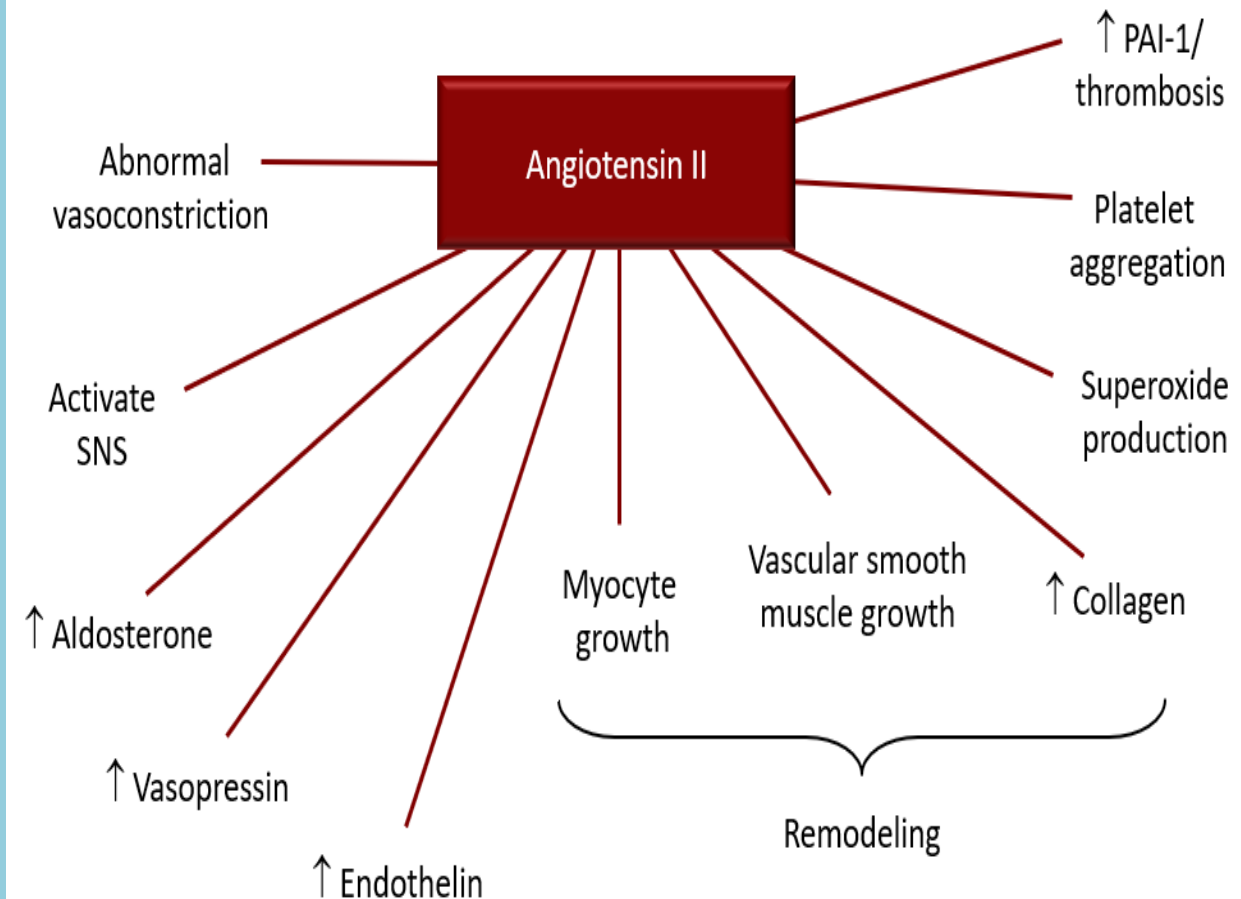 Angiotensin II
↑ PAI-1/
thrombosis
Abnormal
vasoconstriction
Platelet
aggregation
Activate
SNS
Superoxide
production
↑ Aldosterone
Myocyte
growth
Vascular smooth
muscle growth
↑ Collagen
↑ Vasopressin
Remodeling
↑ Endothelin